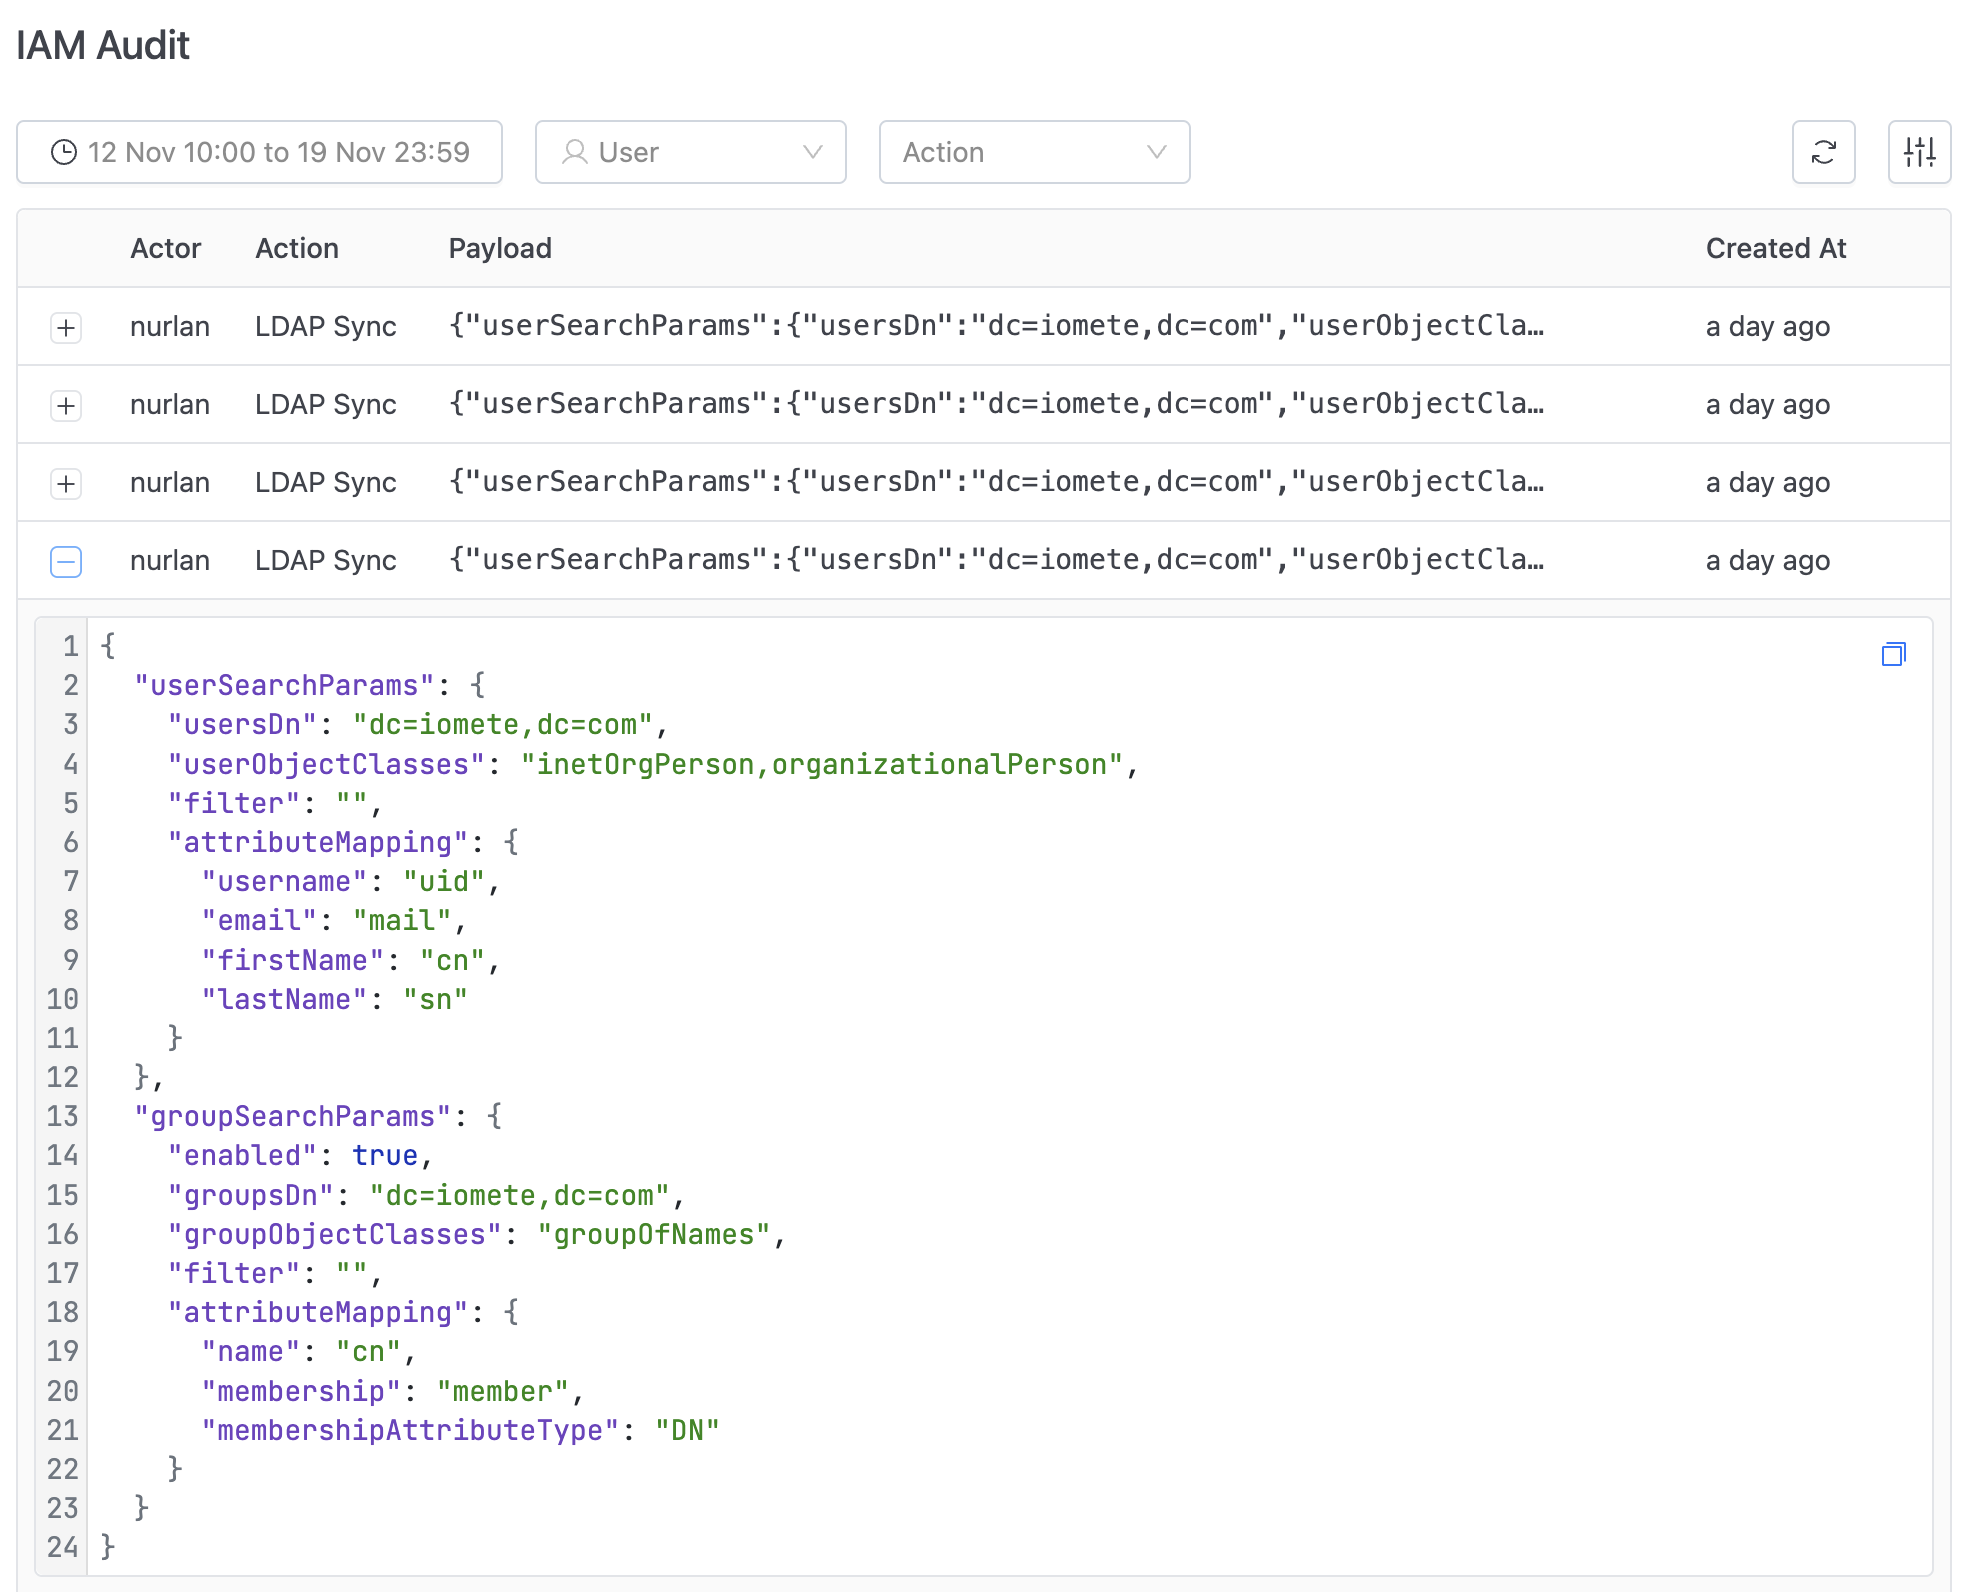 IAM Audit
12 Nov 10:00 to 19 Nov 23:59 User Action
Actor Action Payload Created At
nurlan LDAP Sync {"userSearchParams":{"usersDn":"dc=iomete,dc=com","userObjectCla… a day ago
nurlan LDAP Sync {"userSearchParams":{"usersDn":"dc=iomete,dc=com","userObjectCla… a day ago
nurlan LDAP Sync {"userSearchParams":{"usersDn":"dc=iomete,dc=com","userObjectCla… a day ago
nurlan LDAP Sync {"userSearchParams":{"usersDn":"dc=iomete,dc=com","userObjectCla… a day ago
1 {
2   "userSearchParams": {
3     "usersDn": "dc=iomete,dc=com",
4     "userObjectClasses": "inetOrgPerson,organizationalPerson",
5     "filter": "",
6     "attributeMapping": {
7       "username": "uid",
8       "email": "mail",
9       "firstName": "cn",
10       "lastName": "sn"
11     }
12   },
13   "groupSearchParams": {
14     "enabled": true,
15     "groupsDn": "dc=iomete,dc=com",
16     "groupObjectClasses": "groupOfNames",
17     "filter": "",
18     "attributeMapping": {
19       "name": "cn",
20       "membership": "member",
21       "membershipAttributeType": "DN"
22     }
23   }
24 }